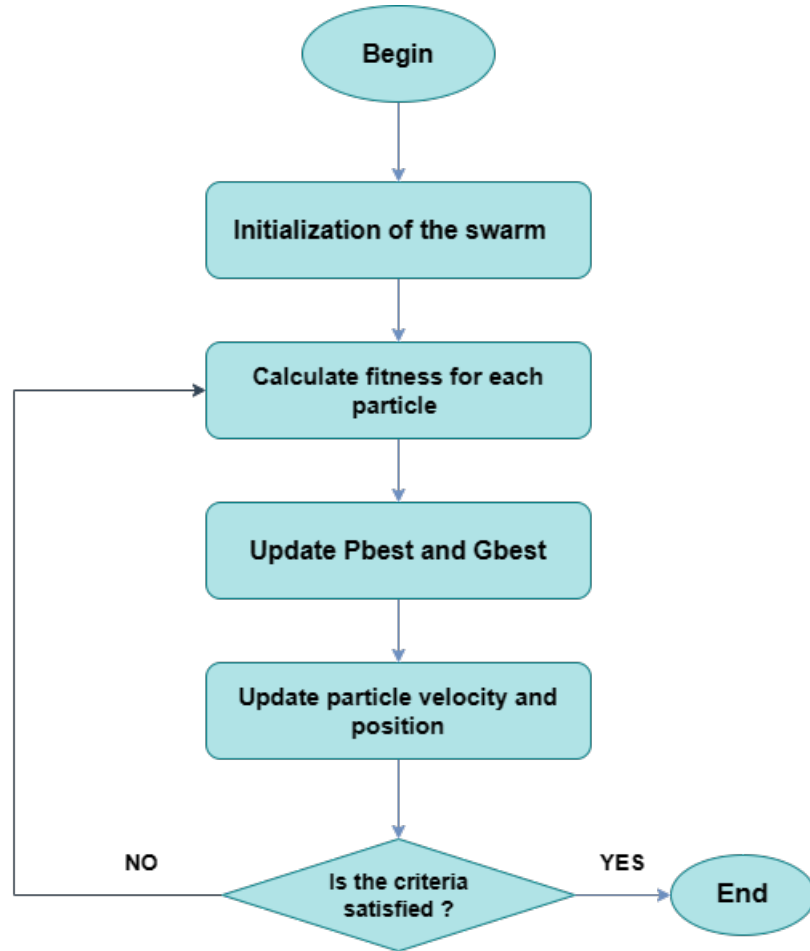 Begin
Initialization of the swarm
Calculate fitness for each
particle
Update Pbest and Gbest
Update particle velocity and
position
NO
YES
Is the criteria
satisfied ?
End